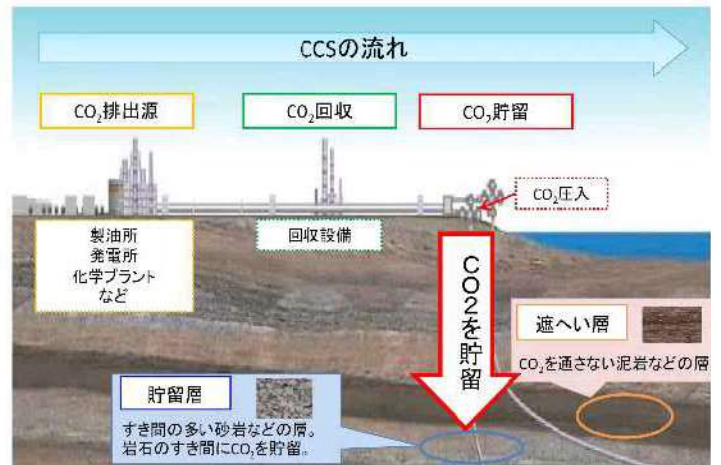 CCSの流れ
CO₂排出源
CO₂回収
CO₂貯留
CO₂圧入
製油所
発電所
化学プラント
など
回収設備
CO2を貯留
遮へい層
CO₂を通さない泥岩などの層
貯留層
すき間の多い砂岩などの層。
岩石のすき間にCO₂を貯留。